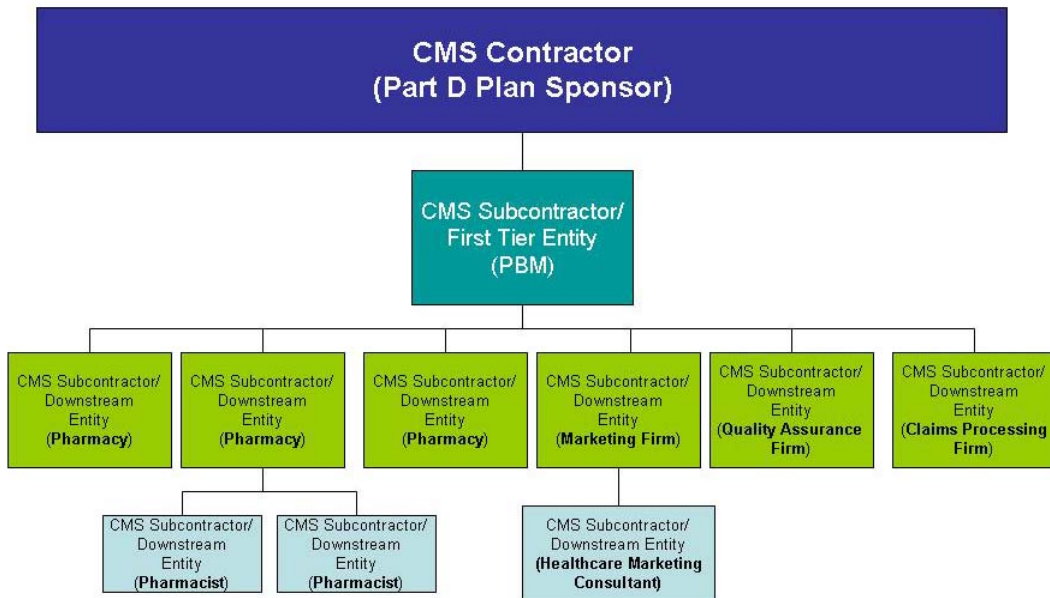 CMS Contractor
(Part D Plan Sponsor)
CMS Subcontractor/
First Tier Entity
(PBM)
CMS Subcontractor/
Downstream
Entity
(Pharmacy)
CMS Subcontractor/
Downstream
Entity
(Pharmacy)
CMS Subcontractor/
Downstream
Entity
(Pharmacy)
CMS Subcontractor/
Downstream
Entity
(Marketing Firm)
CMS Subcontractor/
Downstream
Entity
(Quality Assurance
Firm)
CMS Subcontractor/
Downstream
Entity
(Claims Processing
Firm)
CMS Subcontractor/
Downstream
Entity
(Pharmacist)
CMS Subcontractor/
Downstream
Entity
(Pharmacist)
CMS Subcontractor/
Downstream Entity
(Healthcare Marketing
Consultant)